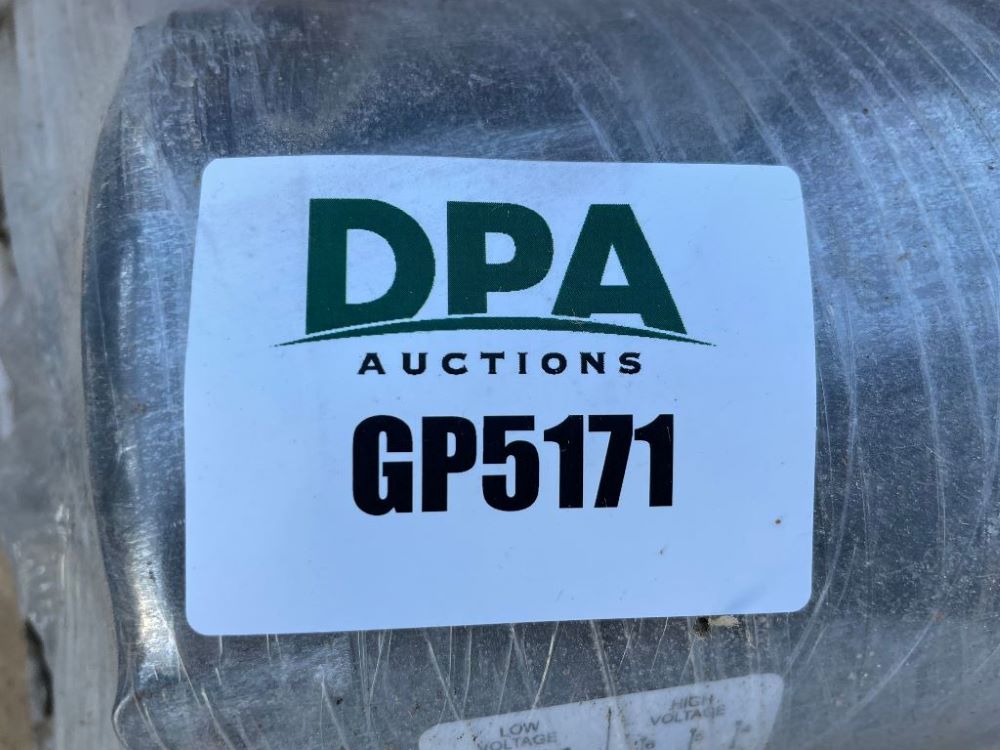 DPA
AUCTIONS
GP5171
LOW
VOLTAGE
HIGH
VOLTAGE